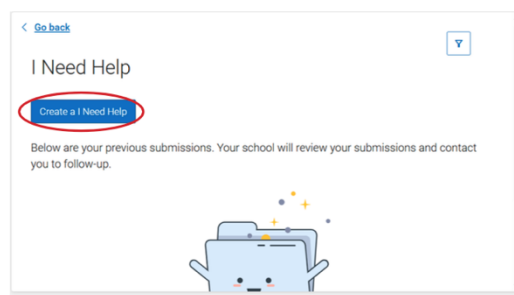 Go back
I Need Help
Create a I Need Help
Below are your previous submissions. Your school will review your submissions and contact
you to follow-up.